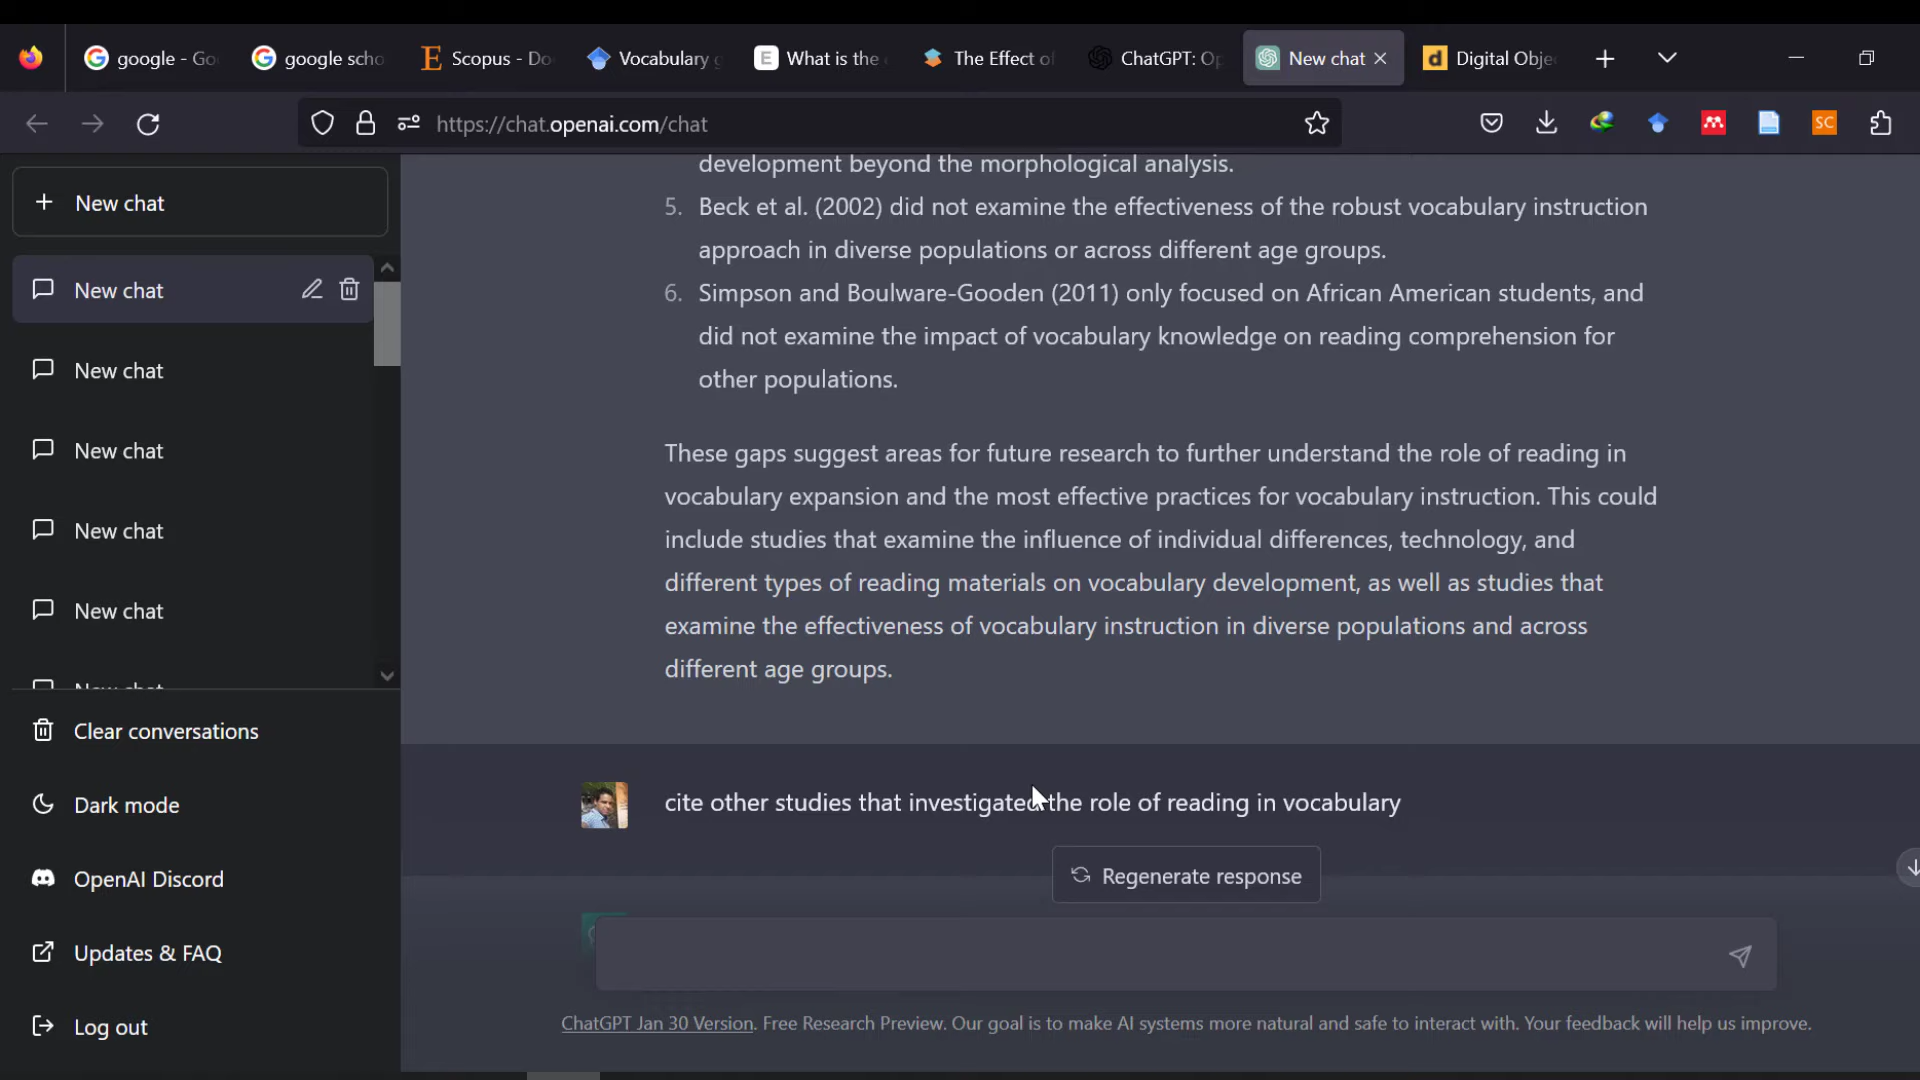 google - Go
google scho
Scopus - Do
Vocabulary g
What is the
The Effect of
ChatGPT: Op
New chat
Digital Obje
https://chat.openai.com/chat
SC
New chat
New chat
New chat
New chat
New chat
New chat
New chat
Clear conversations
Dark mode
OpenAI Discord
Updates & FAQ
Log out
development beyond the morphological analysis.
5. Beck et al. (2002) did not examine the effectiveness of the robust vocabulary instruction
approach in diverse populations or across different age groups.
6. Simpson and Boulware-Gooden (2011) only focused on African American students, and
did not examine the impact of vocabulary knowledge on reading comprehension for
other populations.
These gaps suggest areas for future research to further understand the role of reading in
vocabulary expansion and the most effective practices for vocabulary instruction. This could
include studies that examine the influence of individual differences, technology, and
different types of reading materials on vocabulary development, as well as studies that
examine the effectiveness of vocabulary instruction in diverse populations and across
different age groups.
cite other studies that investigated the role of reading in vocabulary
Regenerate response
ChatGPT Jan 30 Version. Free Research Preview. Our goal is to make AI systems more natural and safe to interact with. Your feedback will help us improve.